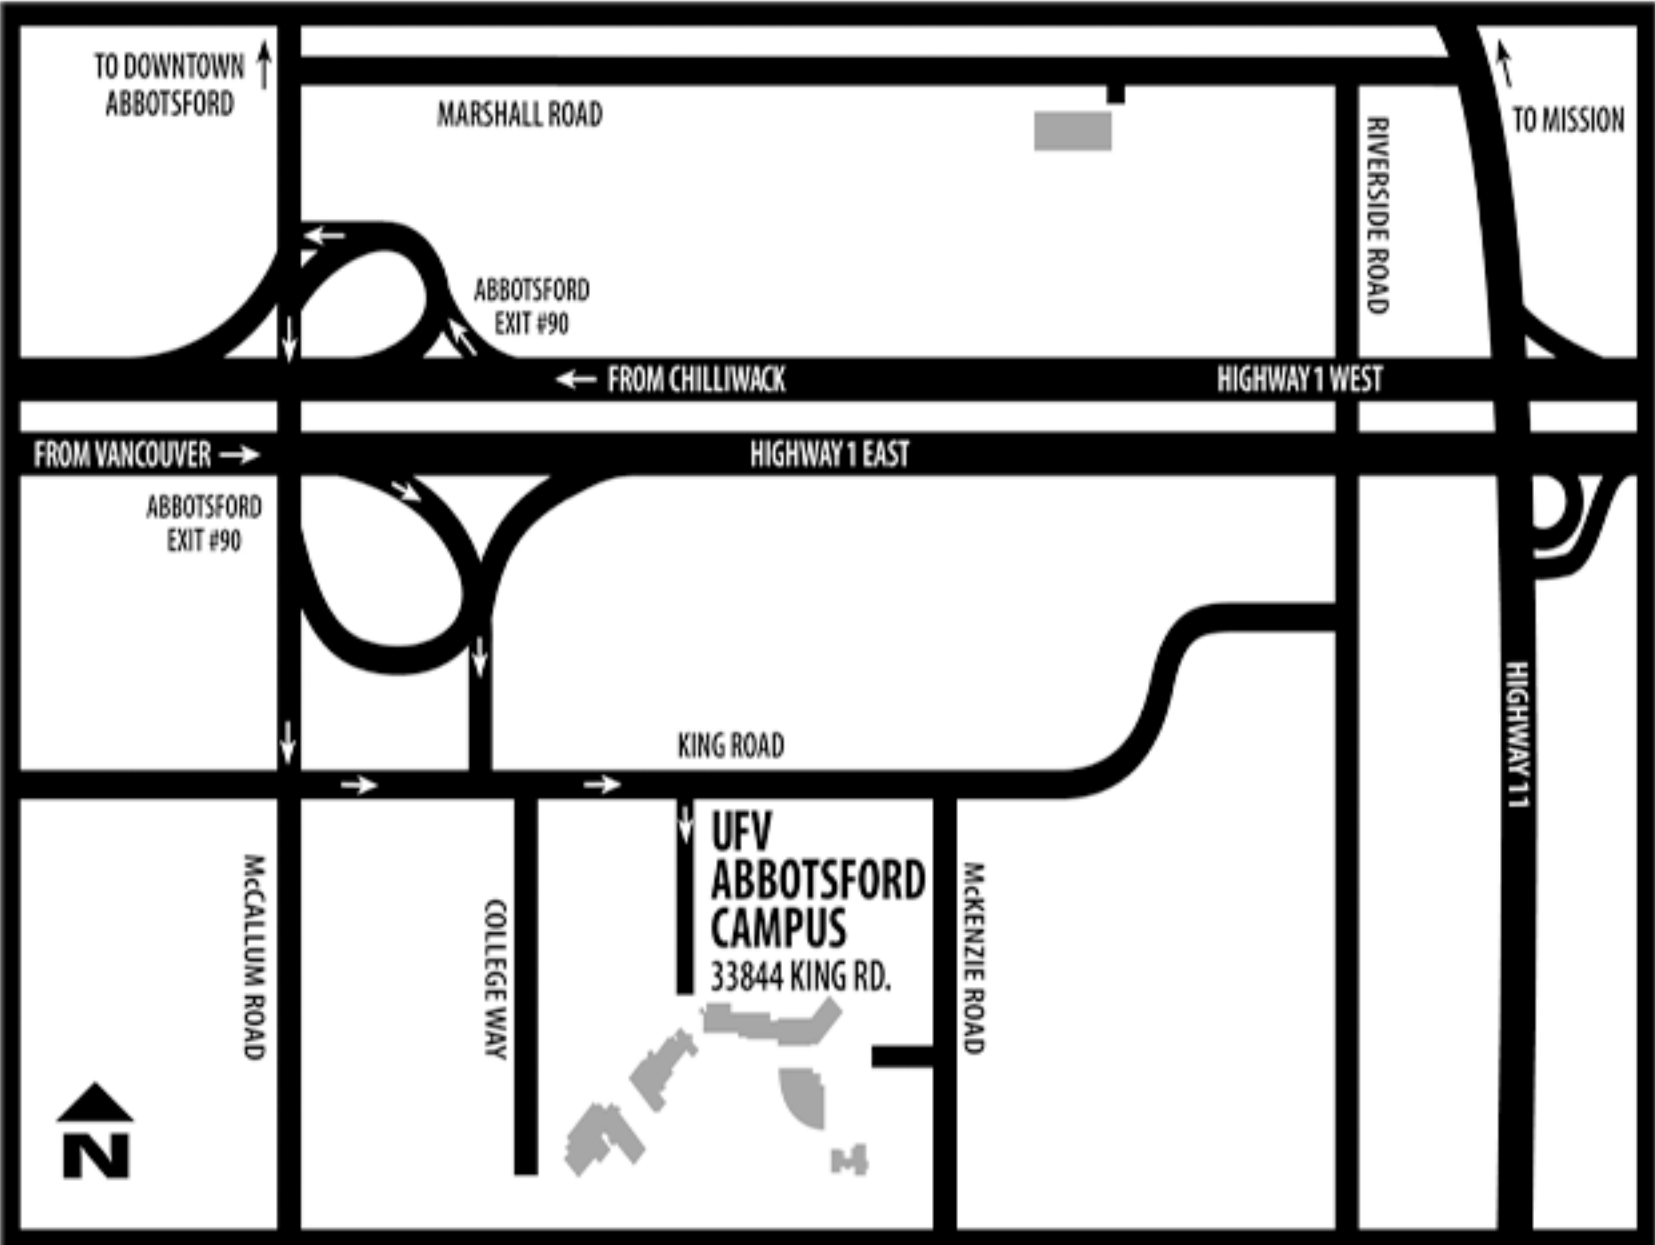 TO DOWNTOWN
ABBOTSFORD
MARSHALL ROAD
TO MISSION
RIVERSIDE ROAD
ABBOTSFORD
EXIT #90
FROM CHILLIWACK
HIGHWAY 1 WEST
FROM VANCOUVER
HIGHWAY 1 EAST
ABBOTSFORD
EXIT #90
HIGHWAY 11
KING ROAD
UFV
ABBOTSFORD
CAMPUS
33844 KING RD.
McCALLUM ROAD
COLLEGE WAY
McKENZIE ROAD
N